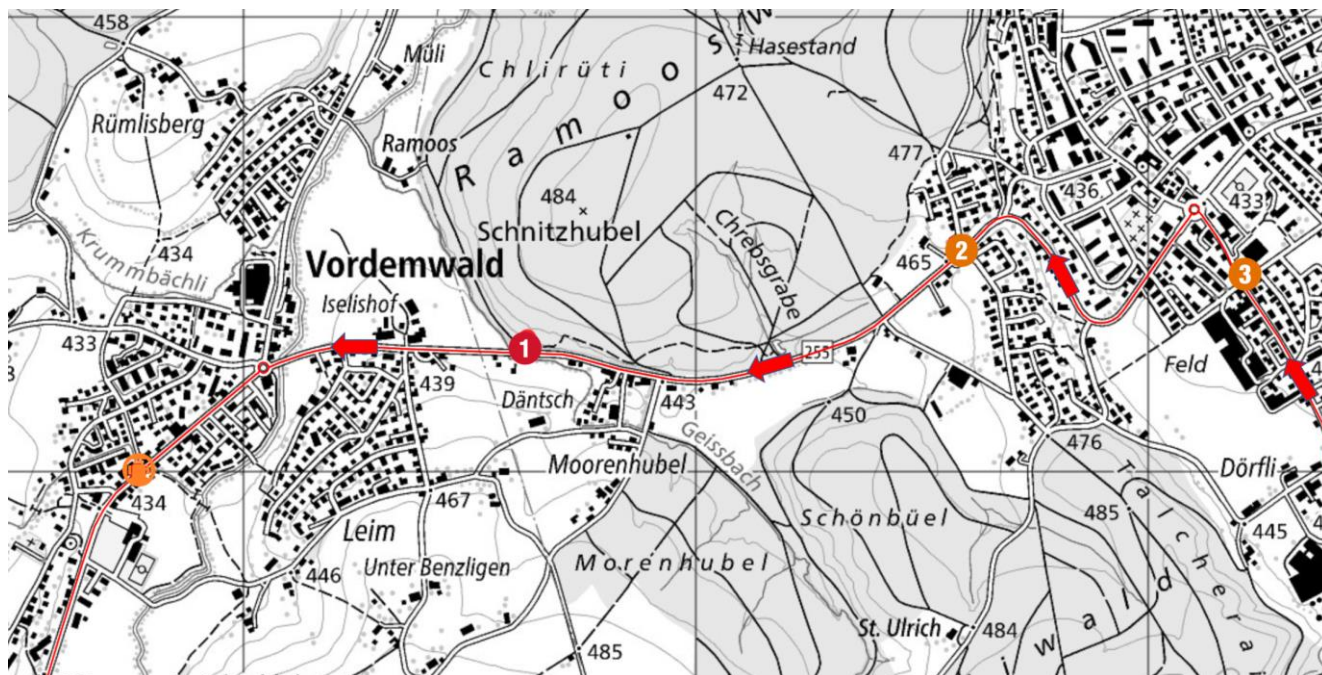 458
Müli
Rümlisberg
Ramoos
434
Krummbächli
Vordemwald
Iselishof
433
439
434
Leim
446
Unter Benzligen
467
Däntsch
Moorenhubel
443
Geissbach
Morenhubel
485
1
Chlirüti
Ramoos
484
Schnitzhubel
Chrebsgrabe
Hasestand
472
477
465
2
436
433
3
255
450
476
Feld
Dörfli
445
Schönbüel
485
Talchera
St. Ulrich
484